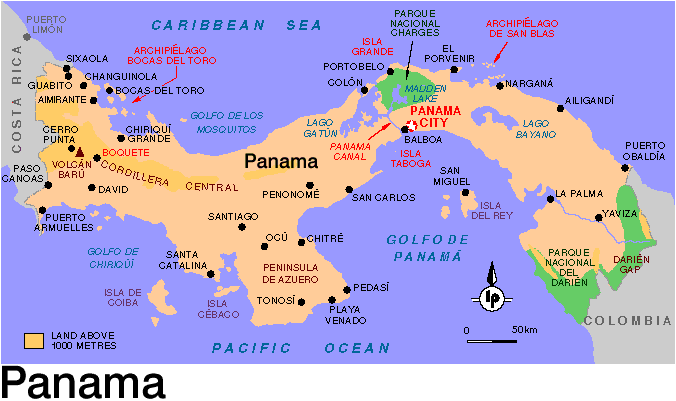 CARIBBEAN SEA
PUERTO
LIMÓN
COSTA RICA
SIXAOLA
GUABITO
CHANGUINOLA
BOCAS DEL TORO
AIMIRANTE
ARCHIPIÉLAGO
BOCAS DEL TORO
CERRO
PUNTA
CHIRIQUÍ
GRANDE
BOQUETE
VOLCÁN
BARÚ
CORDILLERA CENTRAL
PASO
CANOAS
DAVID
PUERTO
ARMUELLES
GOLFO DE LOS
MOSQUITOS
GOLFO DE
CHIRIQÜÍ
ISLA DE
COIBA
SANTA
CATALINA
ISLA
CÉBACO
SANTIAGO
OCÚ
CHITRÉ
PENINSULA
DE AZUERO
TONOSÍ
PEDASÍ
PLAYA
VENADO
Panama
PENONOMÉ
SAN CARLOS
PARQUE
NACIONAL
CHARGES
ISLA
GRANDE
PORTOBELO
COLÓN
LAGO
GATÚN
MAUDEN
LAKE
PANAMA
CITY
BALBOA
PANAMA
CANAL
ISLA
TABOGA
EL
PORVENIR
ARCHIPIÉLAGO
DE SAN BLAS
NARGANÁ
AILIGANDÍ
LAGO
BAYANO
PUERTO
OBALDÍA
SAN
MIGUEL
ISLA
DEL REY
LA PALMA
YAVIZA
GOLFO DE
PANAMÁ
PARQUE
NACIONAL
DEL
DARIÉN
DARIÉN
GAP
COLOMBIA
lp
0 50km
LAND ABOVE
1000 METRES
PACIFIC OCEAN
Panama